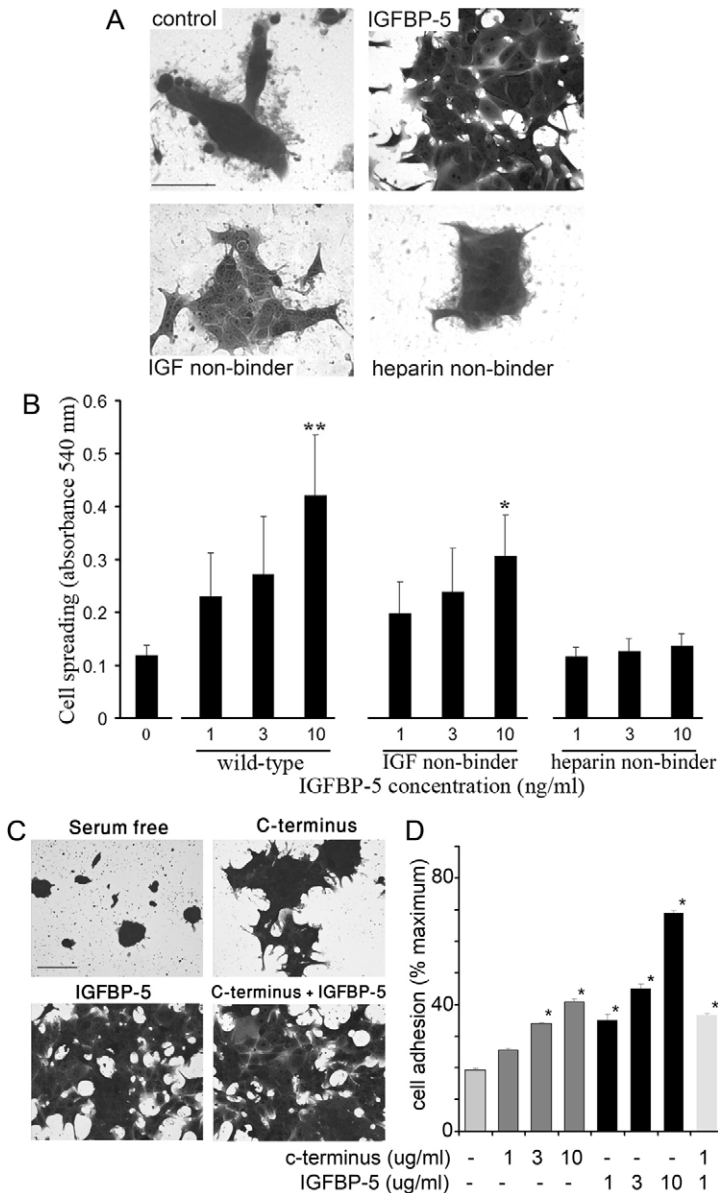 A
control
IGFBP-5
IGF non-binder
heparin non-binder
B
Cell spreading (absorbance 540 nm)
0.6
0.5
0.4
0.3
0.2
0.1
0
**
*
0 1 3 10 1 3 10 1 3 10
wild-type IGF non-binder heparin non-binder
IGFBP-5 concentration (ng/ml)
C
Serum free
C-terminus
IGFBP-5
C-terminus + IGFBP-5
D
cell adhesion (% maximum)
80
40
0
* * * * * *
c-terminus (ug/ml) - 1 3 10 - - - 1
IGFBP-5 (ug/ml) - - - - 1 3 10 1